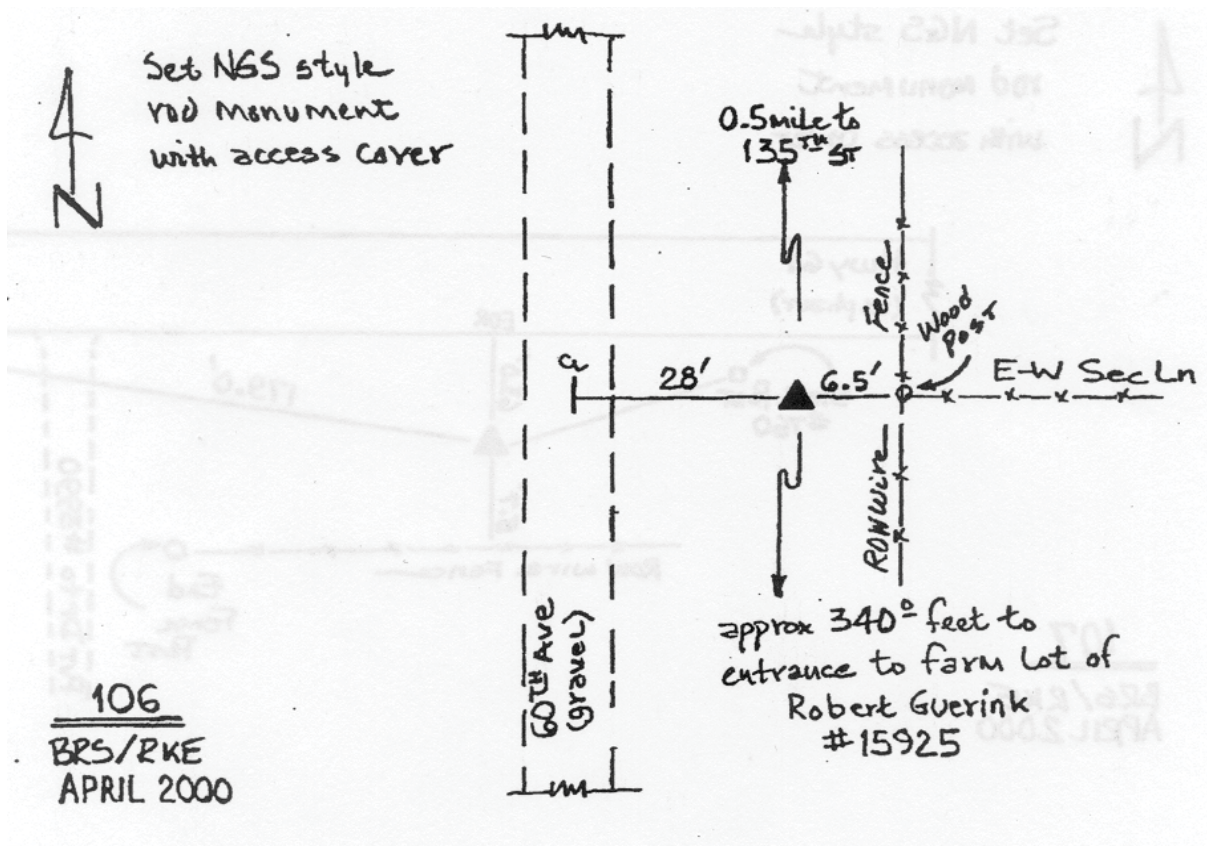 Set NGS style
rod monument
with access cover
N
0.5 mile to
135TH ST
Fence
Wood
Post
℄
28'
6.5'
E-W Sec Ln
ROW Wire
60TH Ave
(gravel)
approx 340± feet to
entrance to farm lot of
Robert Guerink
#15925
106
BRS/RKE
APRIL 2000